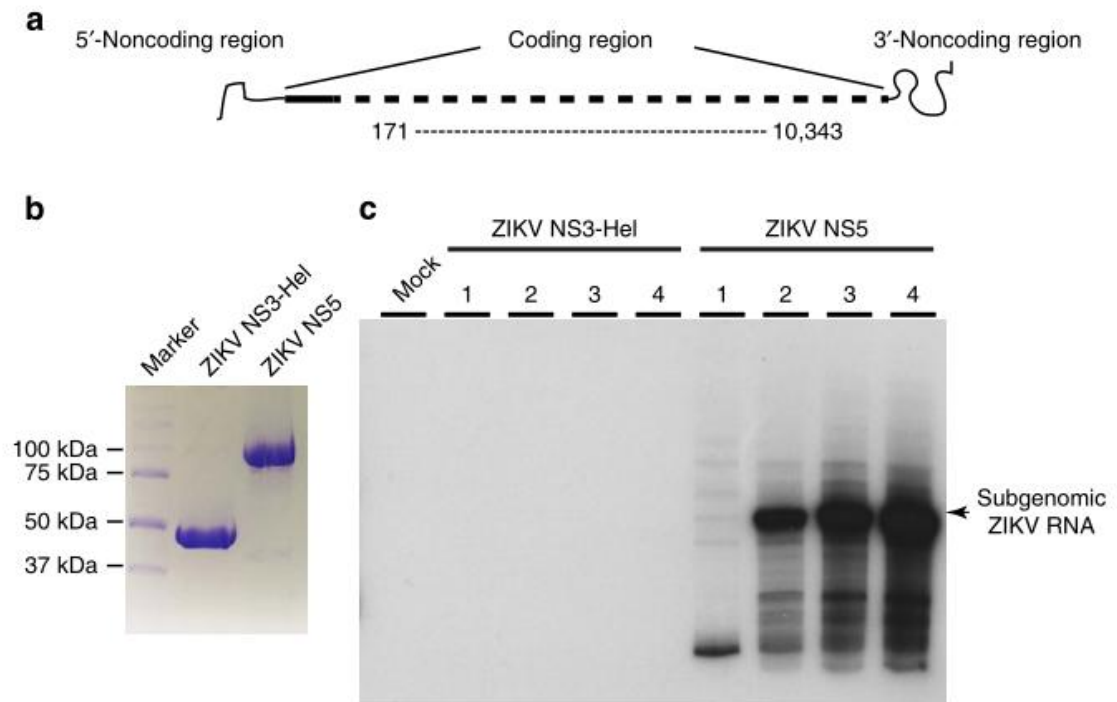 a
5′-Noncoding region
Coding region
3′-Noncoding region
171
10,343
b
Marker
ZIKV NS3-Hel
ZIKV NS5
100 kDa
75 kDa
50 kDa
37 kDa
c
Mock
ZIKV NS3-Hel
ZIKV NS5
1 2 3 4 1 2 3 4
Subgenomic
ZIKV RNA